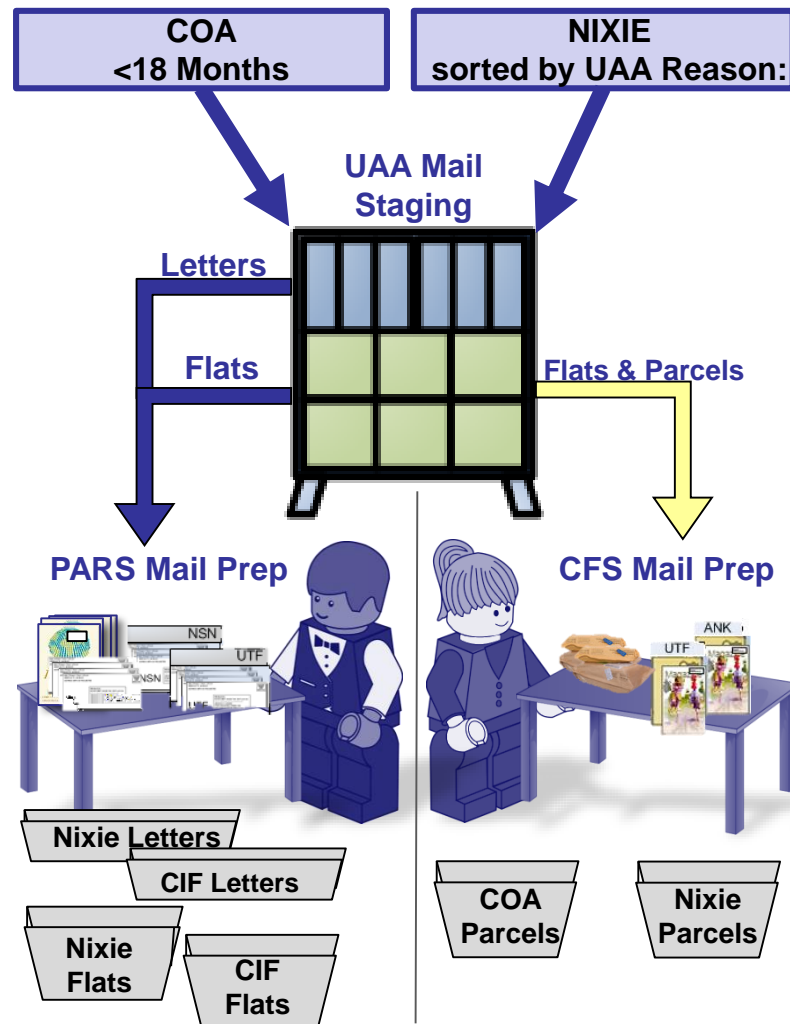 COA
<18 Months
NIXIE
sorted by UAA Reason:
UAA Mail
Staging
Letters
Flats
Flats & Parcels
PARS Mail Prep
CFS Mail Prep
NSN
UTF
NSN
UTF
ANK
UTF
Nixie Letters
CIF Letters
Nixie
Flats
CIF
Flats
COA
Parcels
Nixie
Parcels